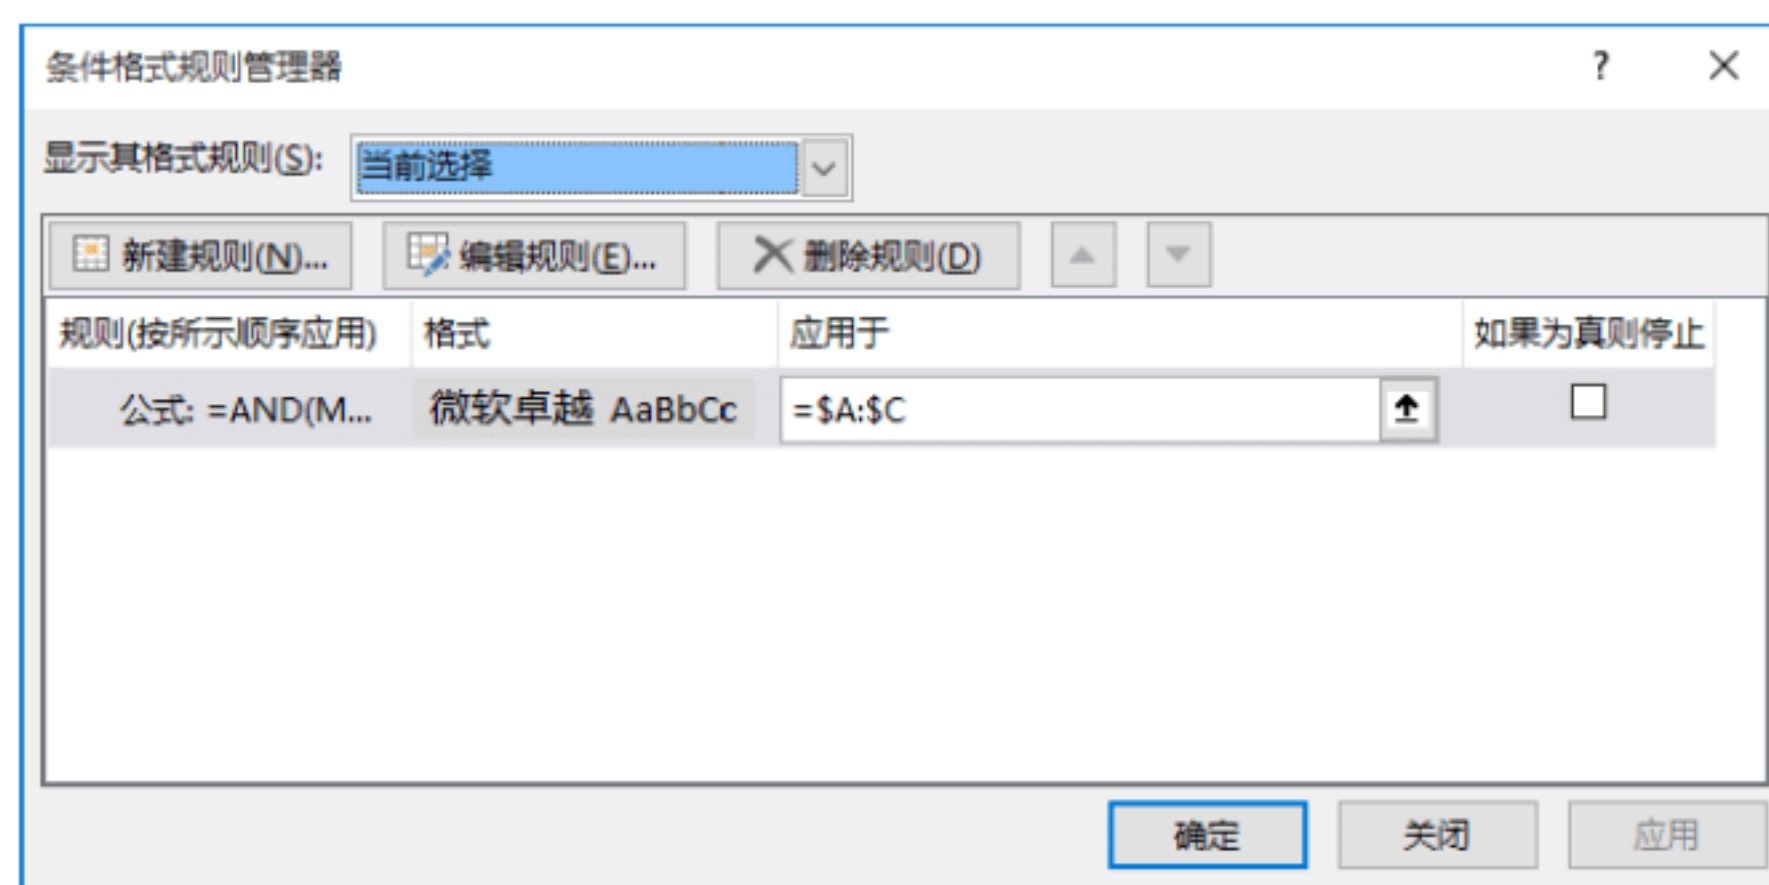 条件格式规则管理器 ? ×
显示其格式规则(S): 当前选择
新建规则(N)... 编辑规则(E)... 删除规则(D)
规则(按所示顺序应用) 格式 应用于 如果为真则停止
公式: =AND(M... 微软卓越 AaBbCc =$A:$C
确定 关闭 应用